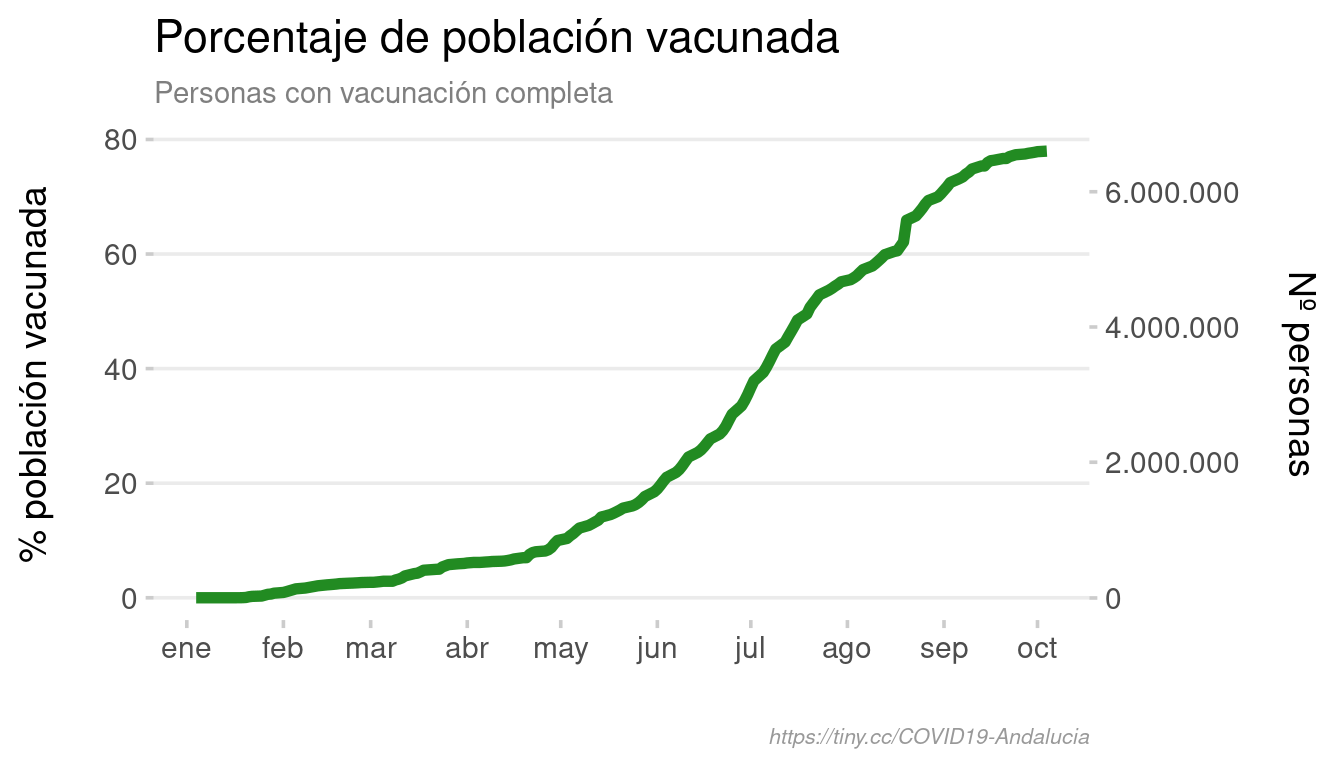 Porcentaje de población vacunada
Personas con vacunación completa
% población vacunada
80
60
40
20
0
6.000.000
4.000.000
2.000.000
0
Nº personas
ene feb mar abr may jun jul ago sep oct
https://tiny.cc/COVID19-Andalucia